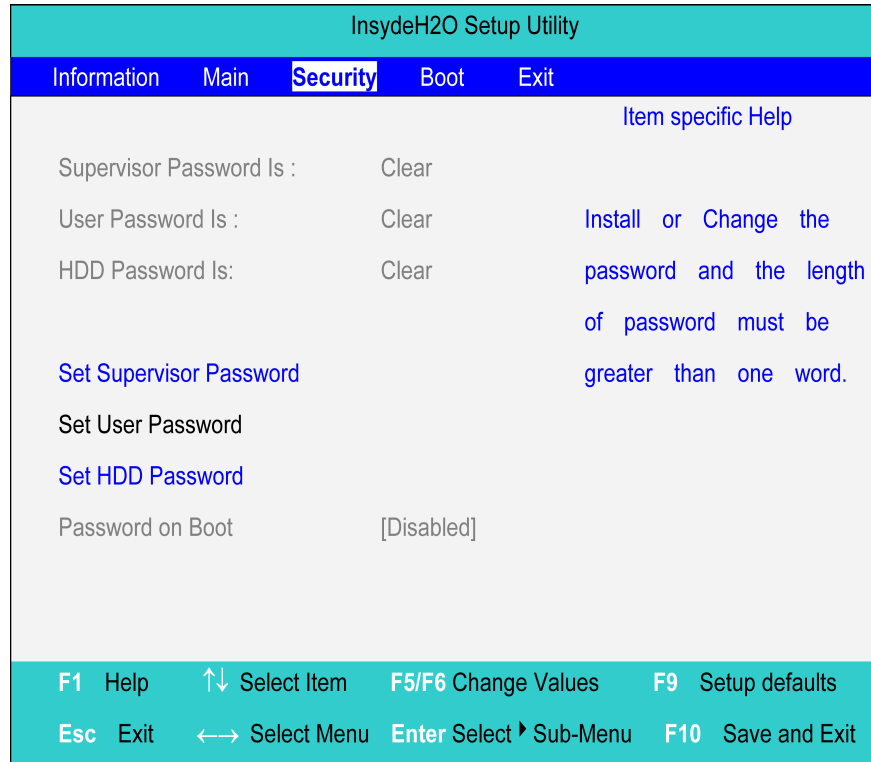 InsydeH2O Setup Utility
Information Main Security Boot Exit
Item specific Help
Supervisor Password Is : Clear
User Password Is : Clear
Install or Change the
HDD Password Is: Clear
password and the length
of password must be
Set Supervisor Password
greater than one word.
Set User Password
Set HDD Password
Password on Boot [Disabled]
F1 Help ↑↓ Select Item F5/F6 Change Values F9 Setup defaults
Esc Exit ←→ Select Menu Enter Select ▶ Sub-Menu F10 Save and Exit